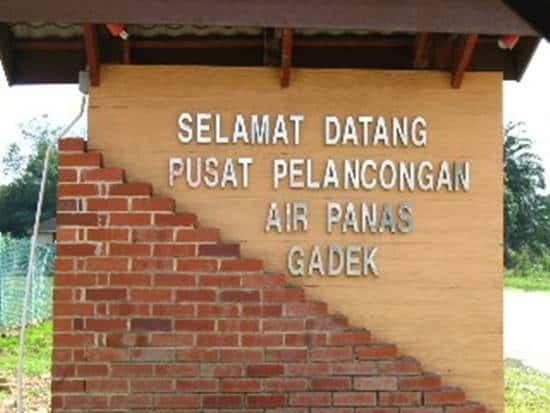 SELAMAT DATANG
PUSAT PELANCONGAN
AIR PANAS
GADEK